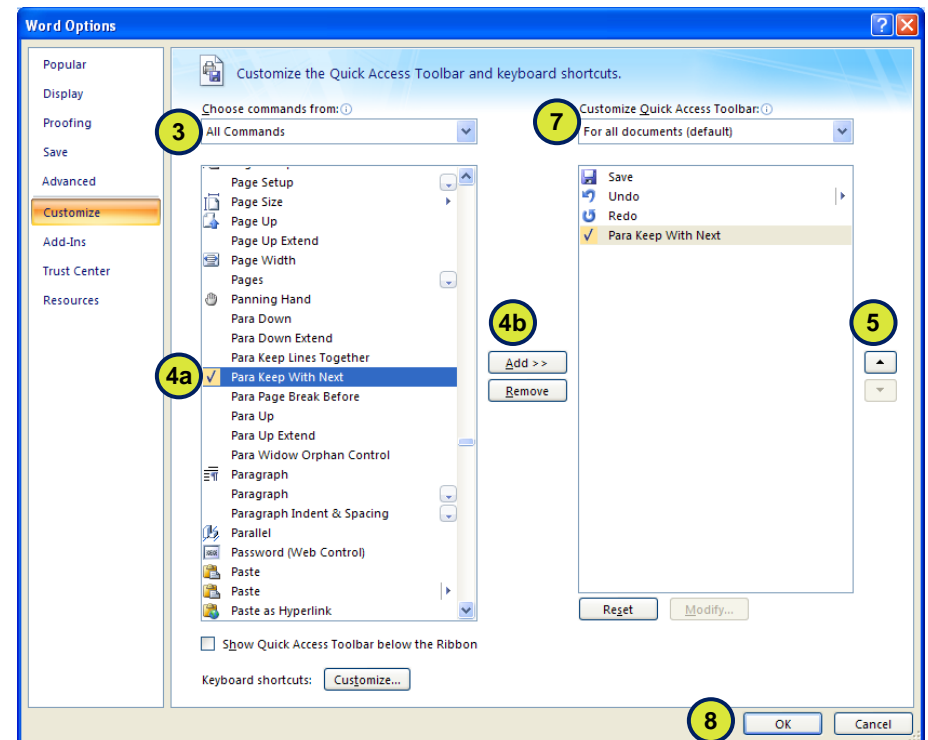 Word Options
Popular
Display
Proofing
Save
Advanced
Customize
Add-Ins
Trust Center
Resources
Customize the Quick Access Toolbar and keyboard shortcuts.
Choose commands from:
3
All Commands
Page Setup
Page Size
Page Up
Page Up Extend
Page Width
Pages
Panning Hand
Para Down
Para Down Extend
Para Keep Lines Together
4a
Para Keep With Next
Para Page Break Before
Para Up
Para Up Extend
Para Widow Orphan Control
Paragraph
Paragraph
Paragraph Indent & Spacing
Parallel
Password (Web Control)
Paste
Paste
Paste as Hyperlink
Show Quick Access Toolbar below the Ribbon
Keyboard shortcuts: Customize...
4b
Add >>
Remove
Customize Quick Access Toolbar:
7
For all documents (default)
Save
Undo
Redo
Para Keep With Next
5
Reset Modify...
8
OK Cancel